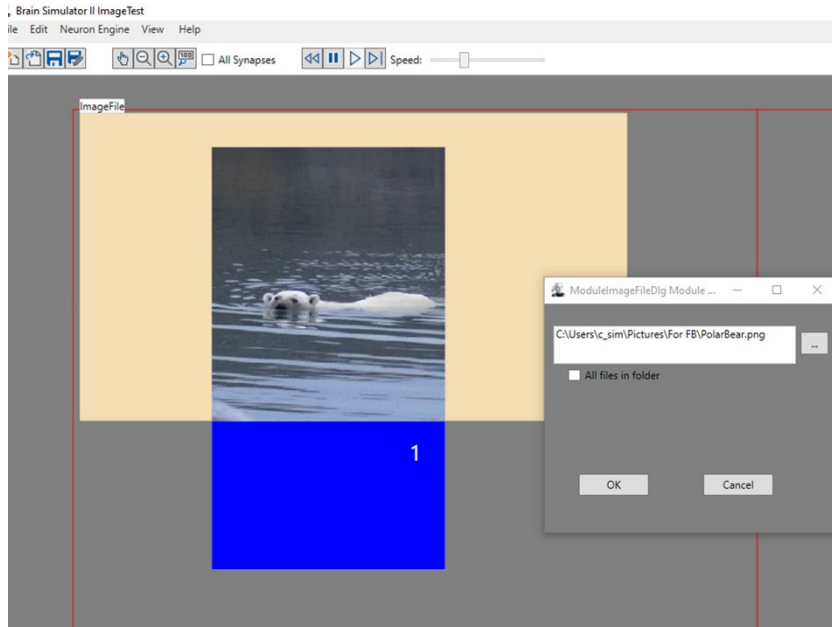 Brain Simulator II ImageTest
ile Edit Neuron Engine View Help
100
All Synapses
Speed:
ImageFile
1
ModuleImageFileDlg Module ...
C:\Users\c_sim\Pictures\For FB\PolarBear.png
...
All files in folder
OK Cancel